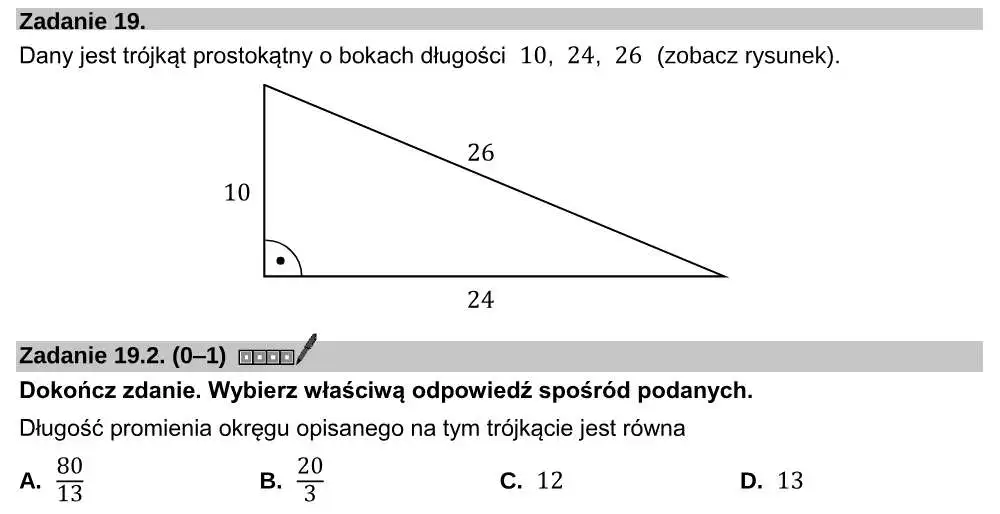 Zadanie 19.
Dany jest trójkąt prostokątny o bokach długości 10, 24, 26 (zobacz rysunek).
26
10
24
Zadanie 19.2. (0–1)
Dokończ zdanie. Wybierz właściwą odpowiedź spośród podanych.
Długość promienia okręgu opisanego na tym trójkącie jest równa
A. 80/13 B. 20/3 C. 12 D. 13